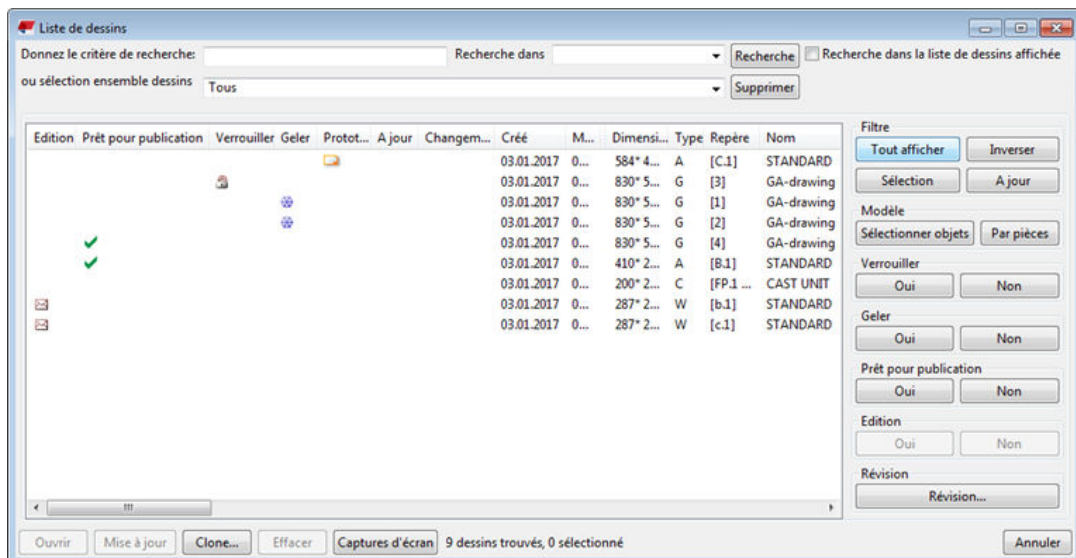 Liste de dessins
Donnez le critère de recherche: Recherche dans Recherche Recherche dans la liste de dessins affichée
ou sélection ensemble dessins Tous Supprimer
Edition Prêt pour publication Verrouiller Geler Protot... A jour Changem... Créé M... Dimensi... Type Repère Nom
03.01.2017 0... 584* 4... A [C.1] STANDARD
03.01.2017 0... 830* 5... G [3] GA-drawing
03.01.2017 0... 830* 5... G [1] GA-drawing
03.01.2017 0... 830* 5... G [2] GA-drawing
03.01.2017 0... 830* 5... G [4] GA-drawing
03.01.2017 0... 410* 2... A [B.1] STANDARD
03.01.2017 0... 200* 2... C [FP.1 ... CAST UNIT
03.01.2017 0... 287* 2... W [b.1] STANDARD
03.01.2017 0... 287* 2... W [c.1] STANDARD
Filtre
Tout afficher Inverser
Sélection A jour
Modèle
Sélectionner objets Par pièces
Verrouiller
Oui Non
Geler
Oui Non
Prêt pour publication
Oui Non
Edition
Oui Non
Révision
Révision...
Ouvrir Mise à jour Clone... Effacer Captures d'écran 9 dessins trouvés, 0 sélectionné Annuler